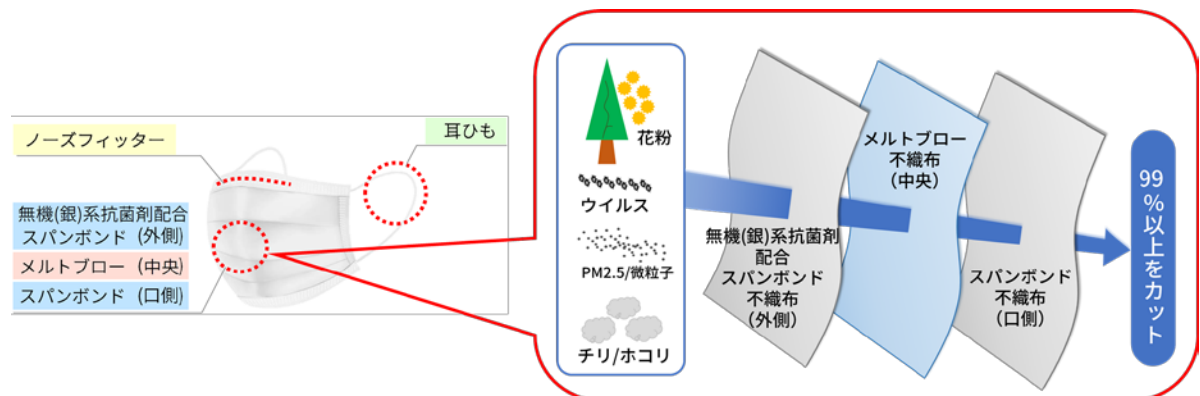 ノーズフィッター
耳ひも
無機(銀)系抗菌剤配合
スパンボンド (外側)
メルトブロー (中央)
スパンボンド (口側)
花粉
ウイルス
PM2.5/微粒子
チリ/ホコリ
無機(銀)系抗菌剤
配合
スパンボンド
不織布
(外側)
メルトブロー
不織布
(中央)
スパンボンド
不織布
(口側)
99%以上をカット